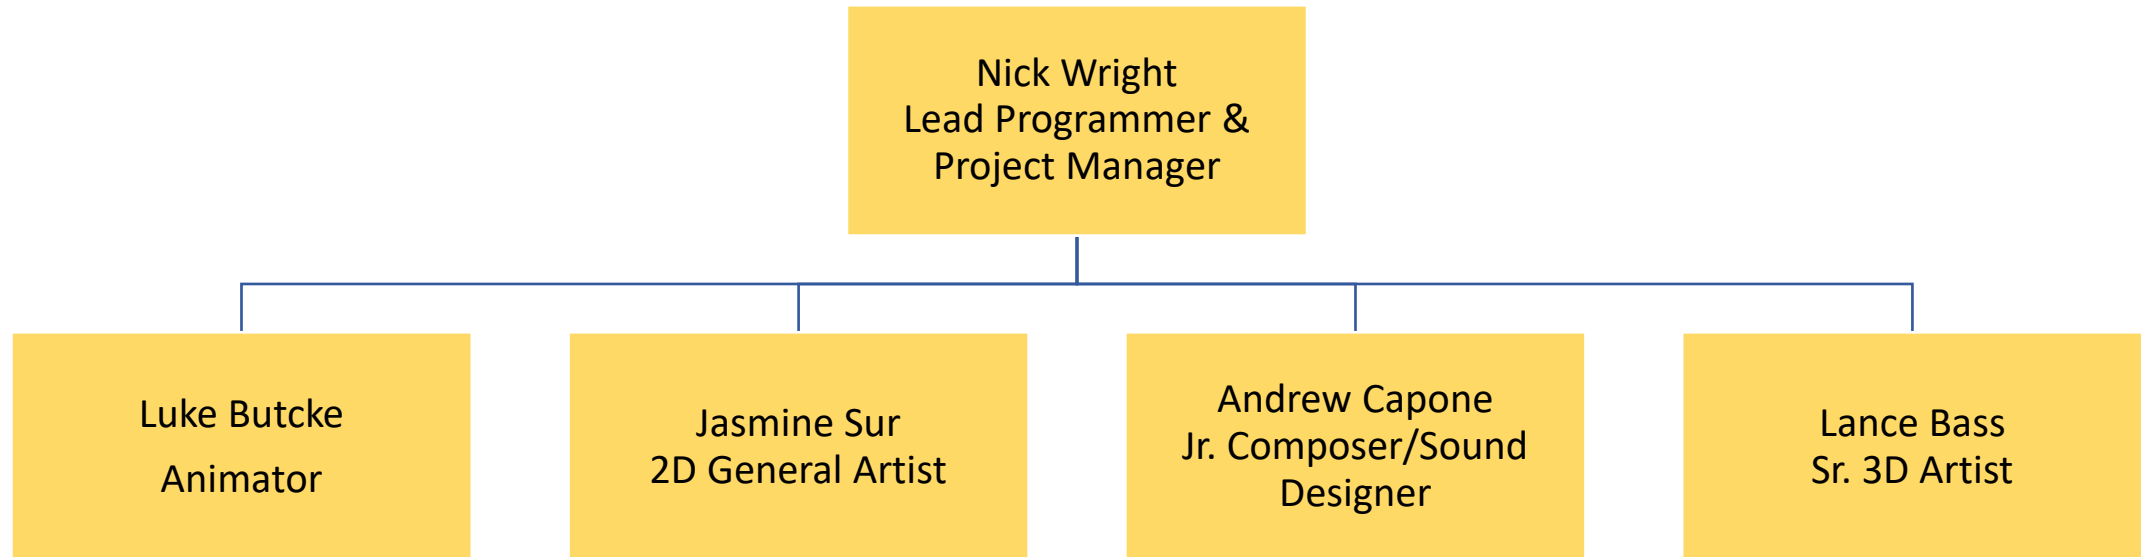 Nick Wright
Lead Programmer &
Project Manager
Luke Butcke
Animator
Jasmine Sur
2D General Artist
Andrew Capone
Jr. Composer/Sound
Designer
Lance Bass
Sr. 3D Artist